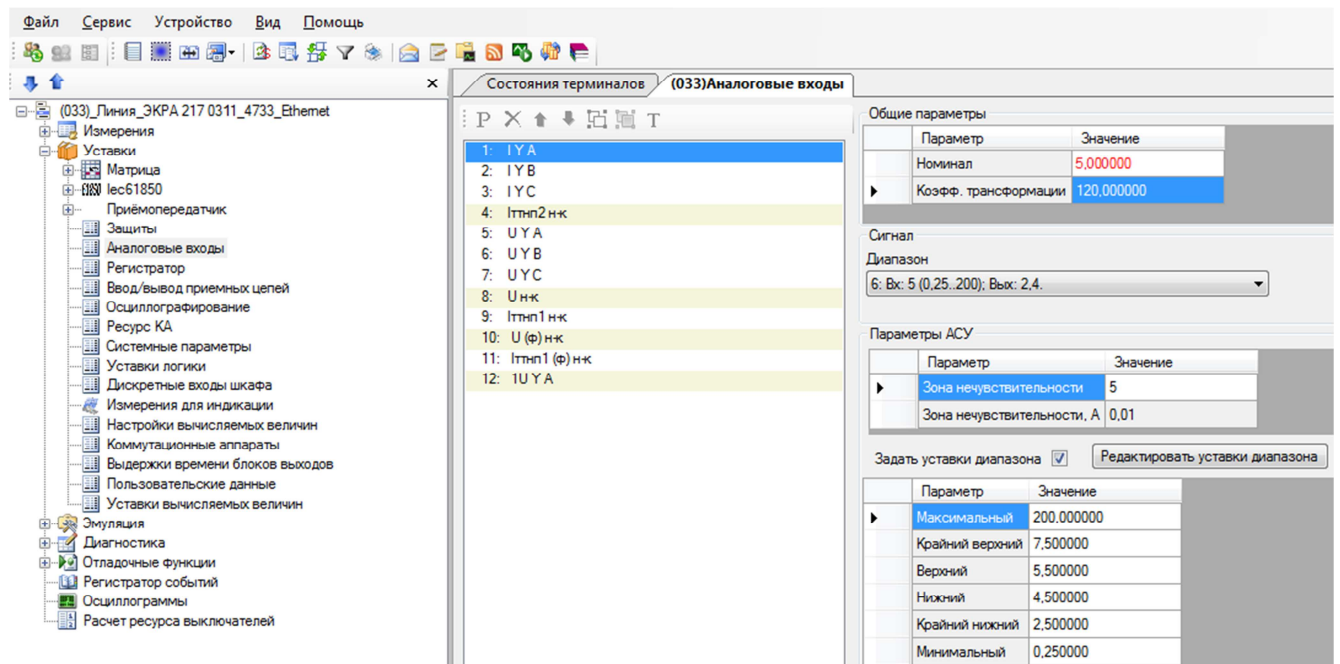 Файл Сервис Устройство Вид Помощь
Состояния терминалов (033)Аналоговые входы
(033)_Линия_ЭКРА 217 0311_4733_Ethernet
Измерения
Уставки
Матрица
Iec61850
Приёмопередатчик
Защиты
Аналоговые входы
Регистратор
Ввод/вывод приемных цепей
Осциллографирование
Ресурс КА
Системные параметры
Уставки логики
Дискретные входы шкафа
Измерения для индикации
Настройки вычисляемых величин
Коммутационные аппараты
Выдержки времени блоков выходов
Пользовательские данные
Уставки вычисляемых величин
Эмуляция
Диагностика
Отладочные функции
Регистратор событий
Осциллограммы
Расчет ресурса выключателей
P T
1: I Y A
2: I Y B
3: I Y C
4: Iттнп2 н-к
5: U Y A
6: U Y B
7: U Y C
8: U н-к
9: Iттнп1 н-к
10: U (ф) н-к
11: Iттнп1 (ф) н-к
12: 1U Y A
Общие параметры
Параметр Значение
Номинал 5,000000
Коэфф. трансформации 120,000000
Сигнал
Диапазон
6: Вх: 5 (0,25..200); Вых: 2,4.
Параметры АСУ
Параметр Значение
Зона нечувствительности 5
Зона нечувствительности, А 0,01
Задать уставки диапазона Редактировать уставки диапазона
Параметр Значение
Максимальный 200.000000
Крайний верхний 7,500000
Верхний 5,500000
Нижний 4,500000
Крайний нижний 2,500000
Минимальный 0,250000